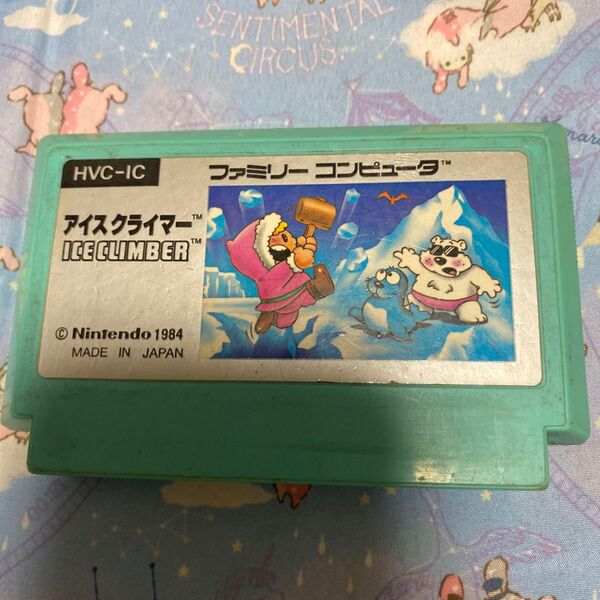 SENTIMENTAL
CIRCUS
HVC-IC
ファミリー コンピュータ™
アイスクライマー™
ICE CLIMBER™
© Nintendo 1984
MADE IN JAPAN